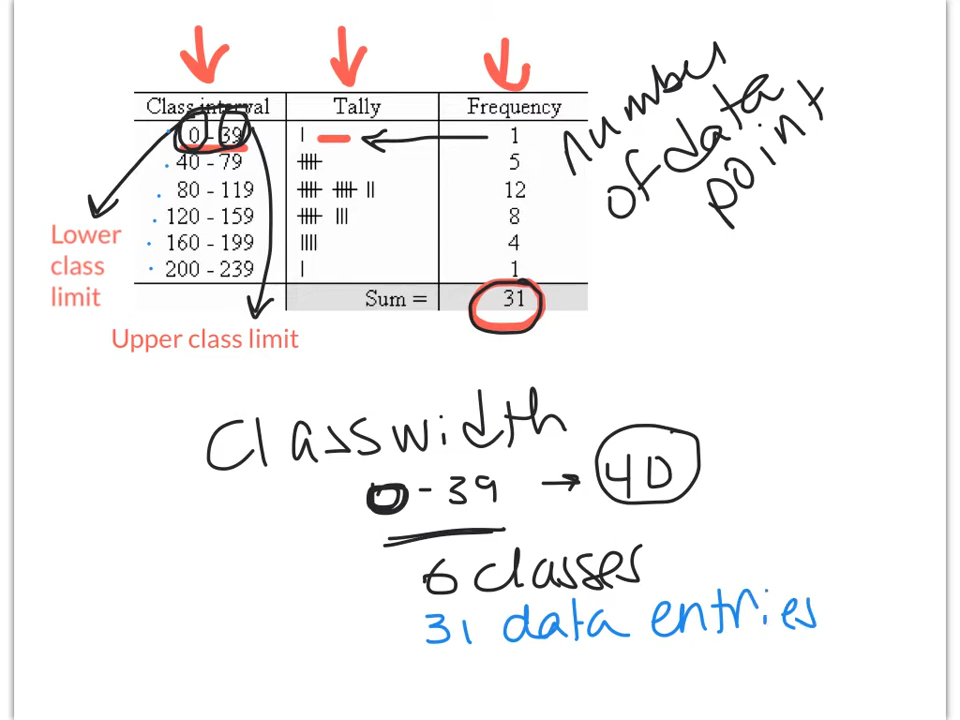 Class interval Tally Frequency
0 - 39 | 1
40 - 79 5
80 - 119 || 12
120 - 159 ||| 8
160 - 199 |||| 4
200 - 239 | 1
Sum = 31
number
of data
point
Lower
class
limit
Upper class limit
Class width
0 - 39 → 40
6 classes
31 data entries